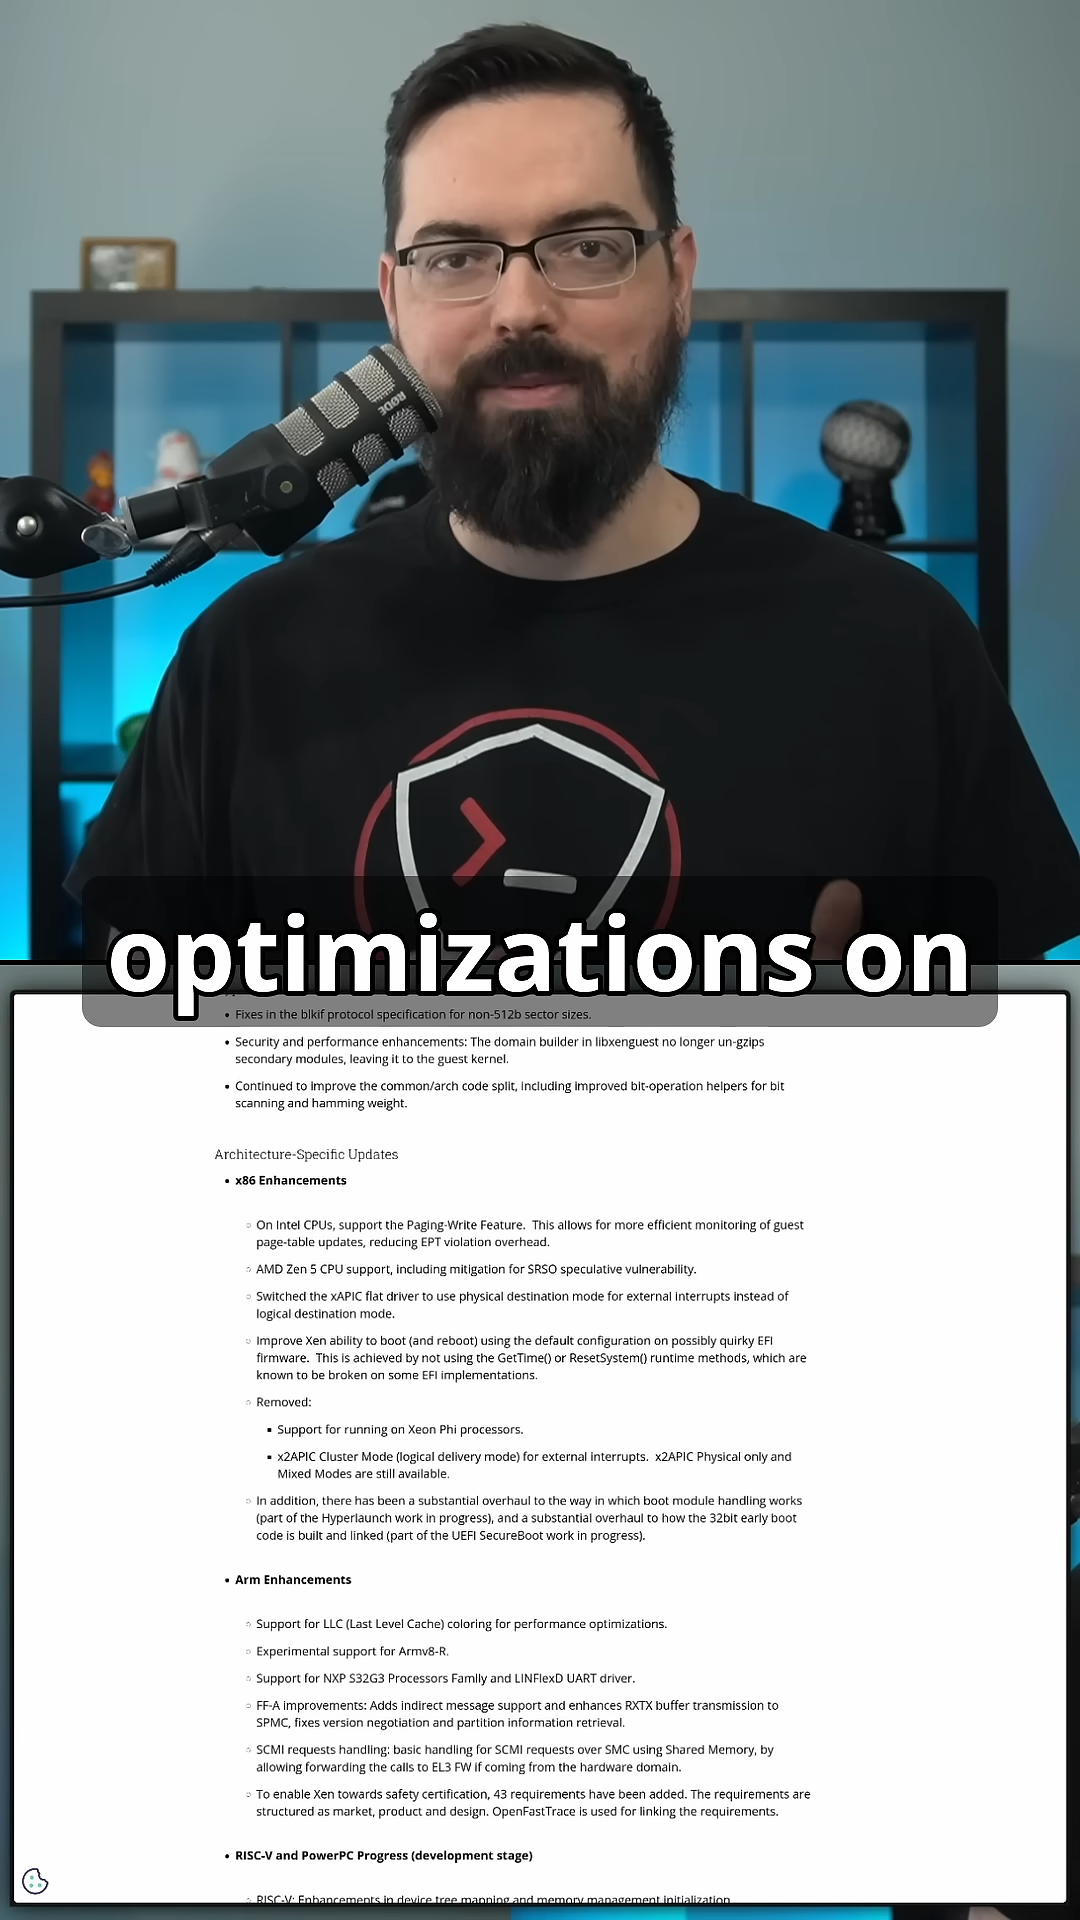 RØDE
optimizations on
• Fixes in the blkif protocol specification for non-512b sector sizes.
• Security and performance enhancements: The domain builder in libxenguest no longer un-gzips
secondary modules, leaving it to the guest kernel.
• Continued to improve the common/arch code split, including improved bit-operation helpers for bit
scanning and hamming weight.
Architecture-Specific Updates
• x86 Enhancements
◦ On Intel CPUs, support the Paging-Write Feature.  This allows for more efficient monitoring of guest
page-table updates, reducing EPT violation overhead.
◦ AMD Zen 5 CPU support, including mitigation for SRSO speculative vulnerability.
◦ Switched the xAPIC flat driver to use physical destination mode for external interrupts instead of
logical destination mode.
◦ Improve Xen ability to boot (and reboot) using the default configuration on possibly quirky EFI
firmware.  This is achieved by not using the GetTime() or ResetSystem() runtime methods, which are
known to be broken on some EFI implementations.
◦ Removed:
▪ Support for running on Xeon Phi processors.
▪ x2APIC Cluster Mode (logical delivery mode) for external interrupts.  x2APIC Physical only and
Mixed Modes are still available.
◦ In addition, there has been a substantial overhaul to the way in which boot module handling works
(part of the Hyperlaunch work in progress), and a substantial overhaul to how the 32bit early boot
code is built and linked (part of the UEFI SecureBoot work in progress).
• Arm Enhancements
◦ Support for LLC (Last Level Cache) coloring for performance optimizations.
◦ Experimental support for Armv8-R.
◦ Support for NXP S32G3 Processors Family and LINFlexD UART driver.
◦ FF-A improvements: Adds indirect message support and enhances RXTX buffer transmission to
SPMC, fixes version negotiation and partition information retrieval.
◦ SCMI requests handling: basic handling for SCMI requests over SMC using Shared Memory, by
allowing forwarding the calls to EL3 FW if coming from the hardware domain.
◦ To enable Xen towards safety certification, 43 requirements have been added. The requirements are
structured as market, product and design. OpenFastTrace is used for linking the requirements.
• RISC-V and PowerPC Progress (development stage)
◦ RISC-V: Enhancements in device tree mapping and memory management initialization